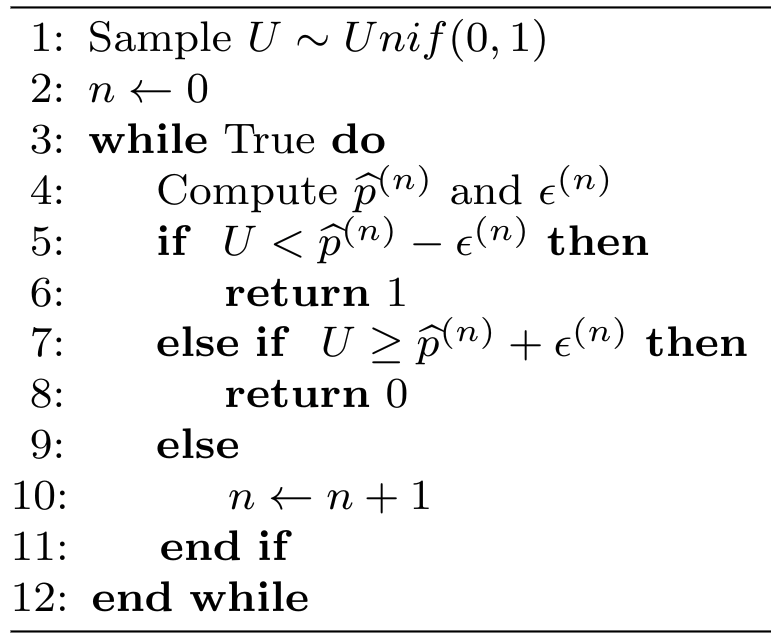 1: Sample U ∼ Unif(0, 1)
2: n ← 0
3: while True do
4: Compute p̂⁽ⁿ⁾ and ϵ⁽ⁿ⁾
5: if U < p̂⁽ⁿ⁾ − ϵ⁽ⁿ⁾ then
6: return 1
7: else if U ≥ p̂⁽ⁿ⁾ + ϵ⁽ⁿ⁾ then
8: return 0
9: else
10: n ← n + 1
11: end if
12: end while